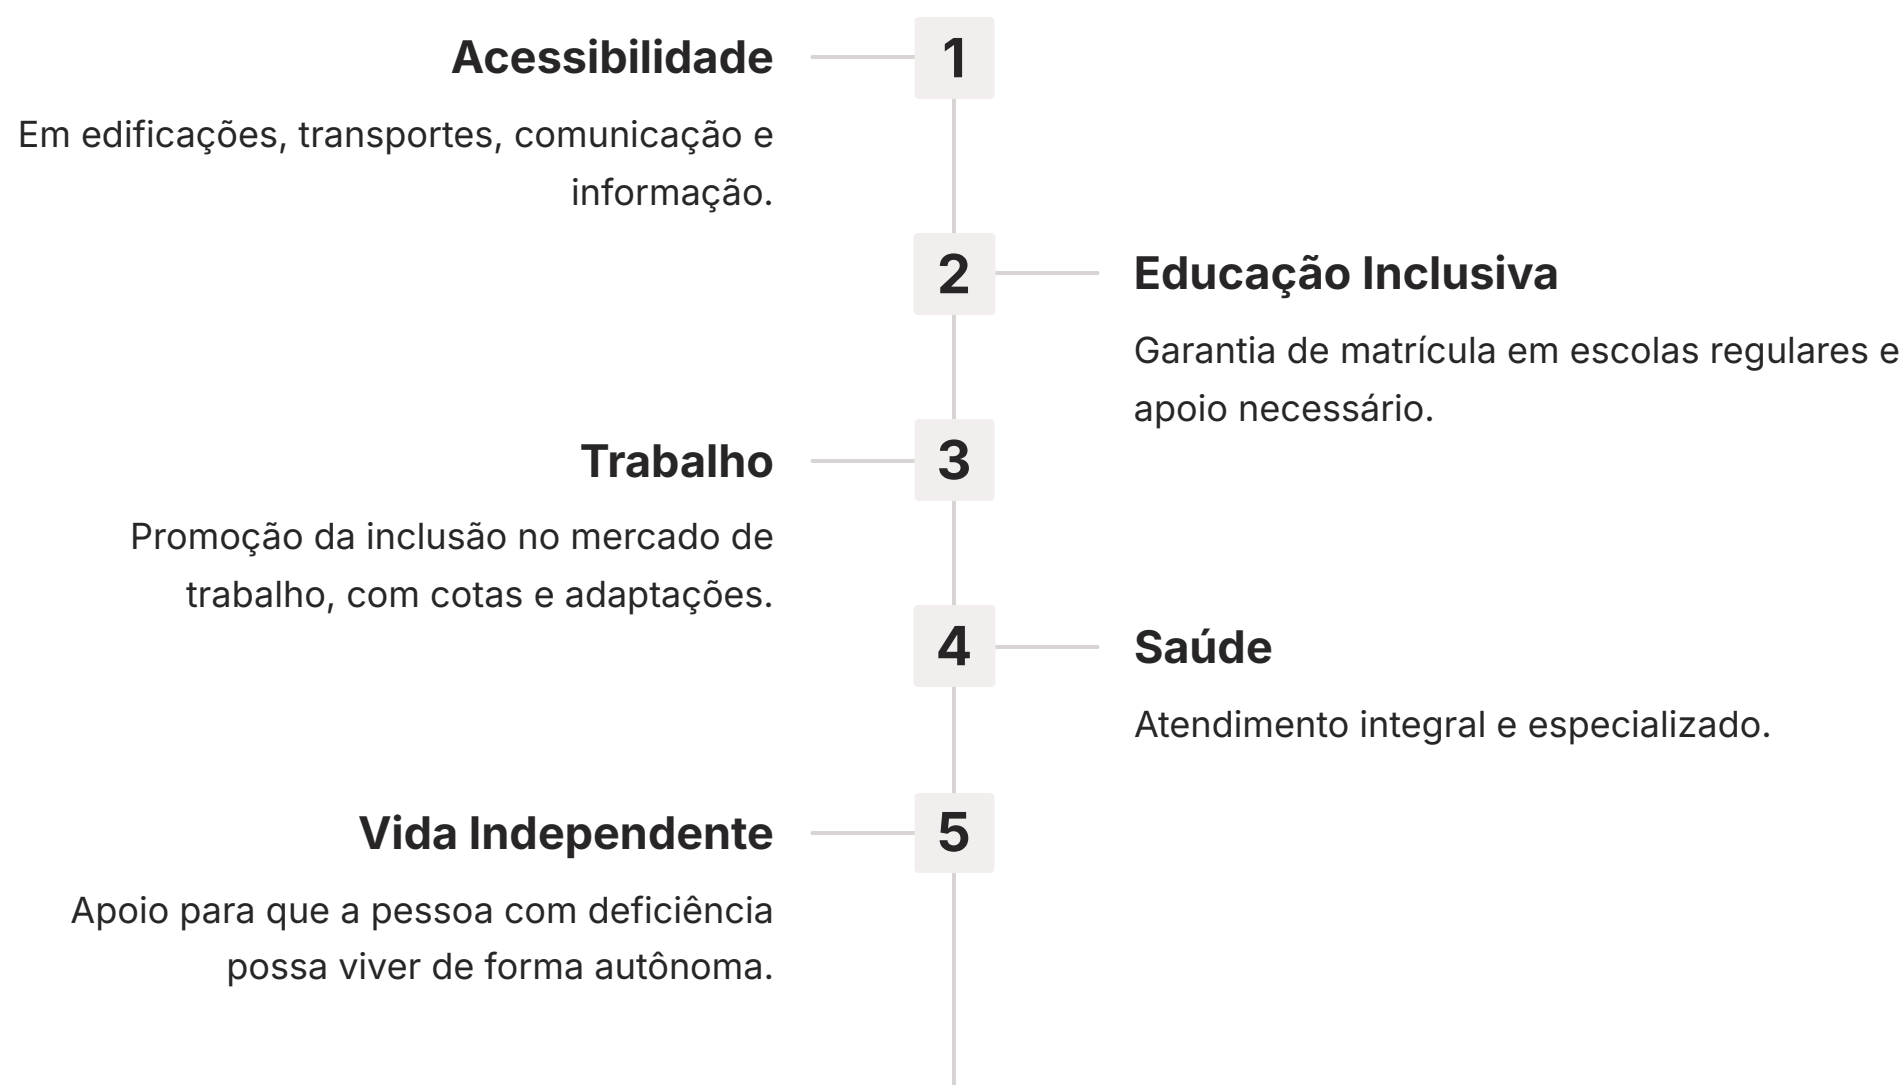 Acessibilidade
1
Em edificações, transportes, comunicação e
informação.
2
Educação Inclusiva
Garantia de matrícula em escolas regulares e
apoio necessário.
Trabalho
3
Promoção da inclusão no mercado de
trabalho, com cotas e adaptações.
4
Saúde
Atendimento integral e especializado.
Vida Independente
5
Apoio para que a pessoa com deficiência
possa viver de forma autônoma.